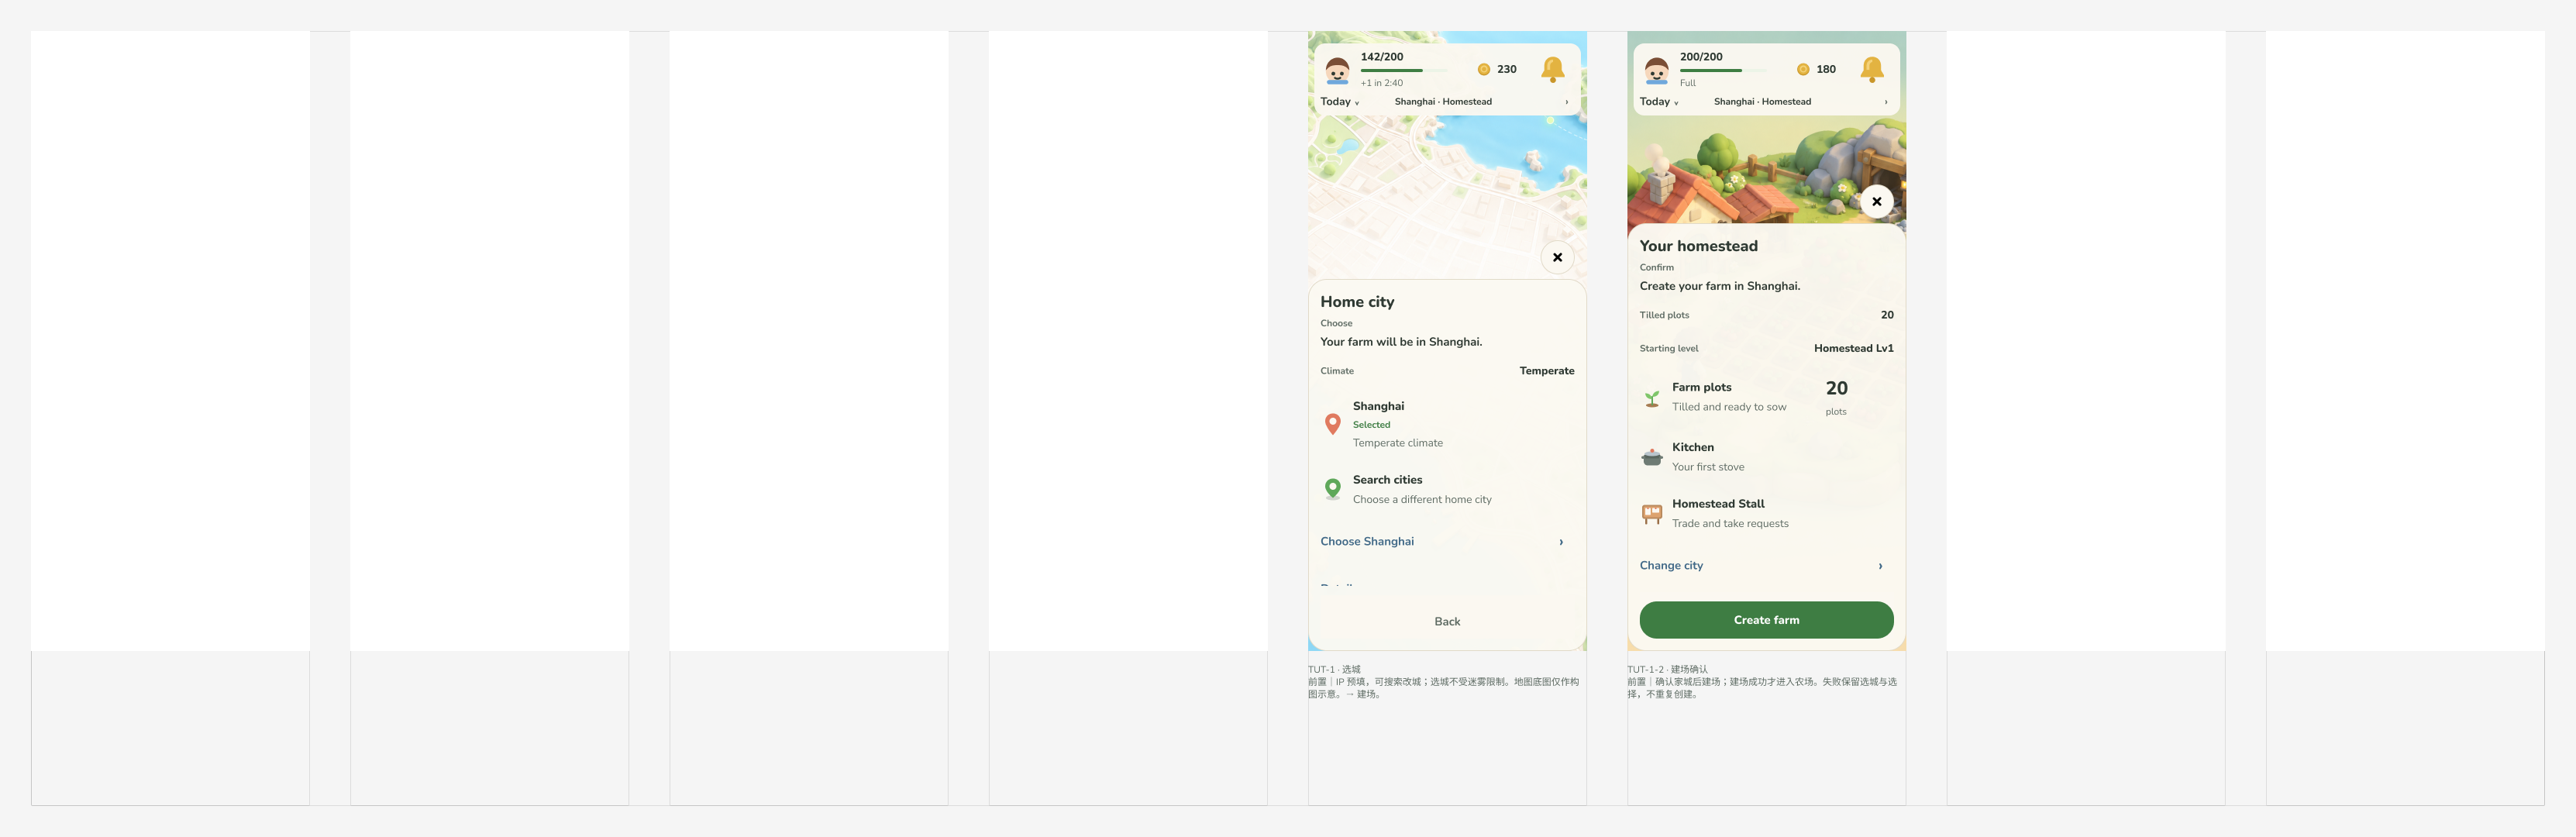 142/200
+1 in 2:40
230
Today
Shanghai · Homestead
Home city
Choose
Your farm will be in Shanghai.
Climate
Temperate
Shanghai
Selected
Temperate climate
Search cities
Choose a different home city
Choose Shanghai
Back
TUT-1 · 选城
前置｜IP 预填，可搜索改城；选城不受迷雾限制。地图底图仅作构
图示意。→ 建场。
200/200
Full
180
Today
Shanghai · Homestead
Your homestead
Confirm
Create your farm in Shanghai.
Tilled plots
20
Starting level
Homestead Lv1
Farm plots
Tilled and ready to sow
20
plots
Kitchen
Your first stove
Homestead Stall
Trade and take requests
Change city
Create farm
TUT-1-2 · 建场确认
前置｜确认家城后建场；建场成功才进入农场。失败保留选城与选
择，不重复创建。